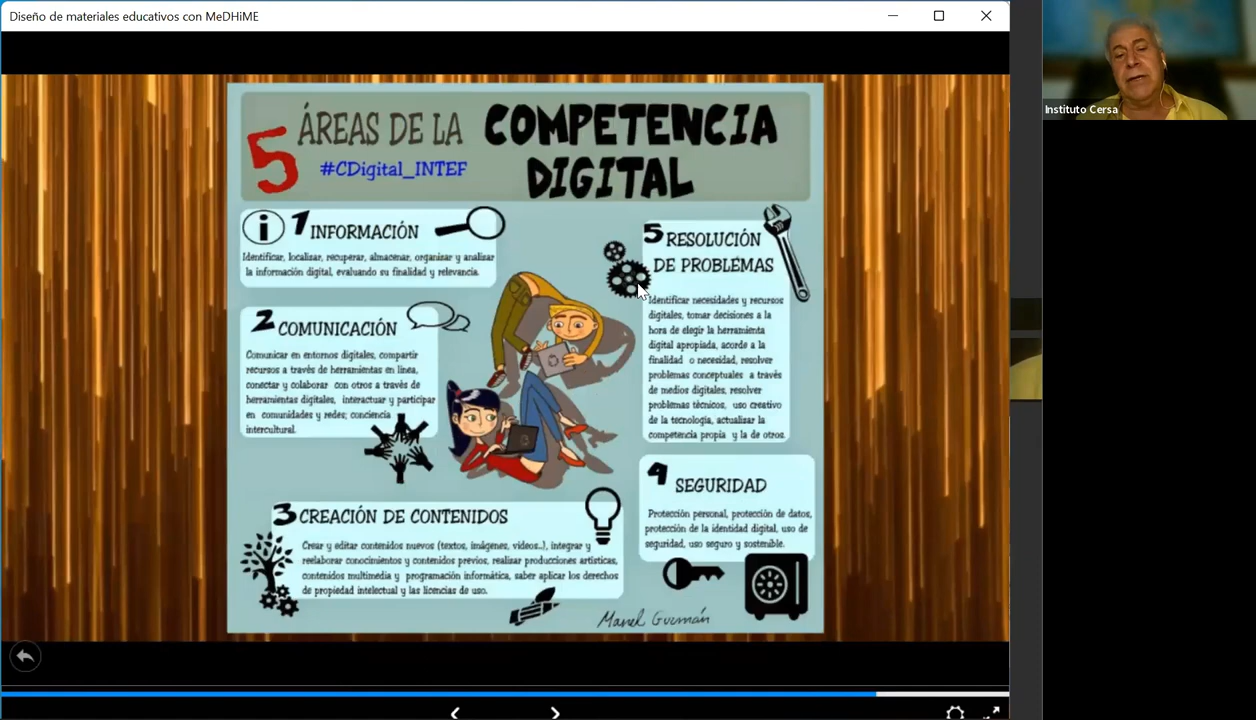 Diseño de materiales educativos con MeDHiME
Instituto Cersa
5 ÁREAS DE LA COMPETENCIA
DIGITAL
#CDigital_INTEF
1 INFORMACIÓN
Identificar, localizar, recuperar, almacenar, organizar y analizar
la información digital, evaluando su finalidad y relevancia.
2 COMUNICACIÓN
Comunicar en entornos digitales, compartir
recursos a través de herramientas en línea,
conectar y colaborar con otros a través de
herramientas digitales, interactuar y participar
en comunidades y redes; conciencia
intercultural.
3 CREACIÓN DE CONTENIDOS
Crear y editar contenidos nuevos (textos, imágenes, videos..), integrar y
reelaborar conocimientos y contenidos previos, realizar producciones artísticas,
contenidos multimedia y programación informática, saber aplicar los derechos
de propiedad intelectual y las licencias de uso.
5 RESOLUCIÓN
DE PROBLEMAS
Identificar necesidades y recursos
digitales, tomar decisiones a la
hora de elegir la herramienta
digital apropiada, acorde a la
finalidad o necesidad, resolver
problemas conceptuales a través
de medios digitales, resolver
problemas técnicos, uso creativo
de la tecnología, actualizar la
competencia propia y la de otros.
4 SEGURIDAD
Protección personal, protección de datos,
protección de la identidad digital, uso de
seguridad, uso seguro y sostenible.
Manel Guzmán